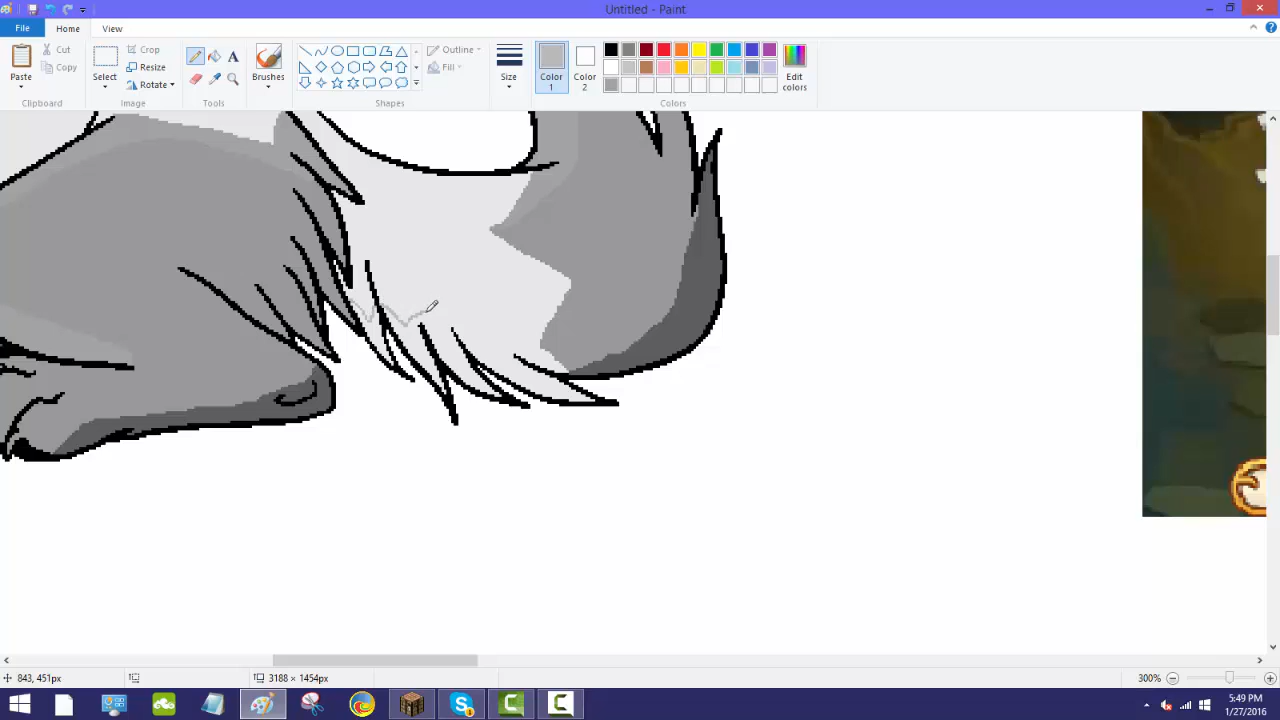 Untitled - Paint
File
Home
View
Paste
Cut
Copy
Clipboard
Select
Crop
Resize
Rotate
Image
A
Tools
Brushes
Outline
Fill
Shapes
Size
Color 1
Color 2
Edit colors
Colors
843, 451px
3188 × 1454px
300%
5:49 PM
1/27/2016